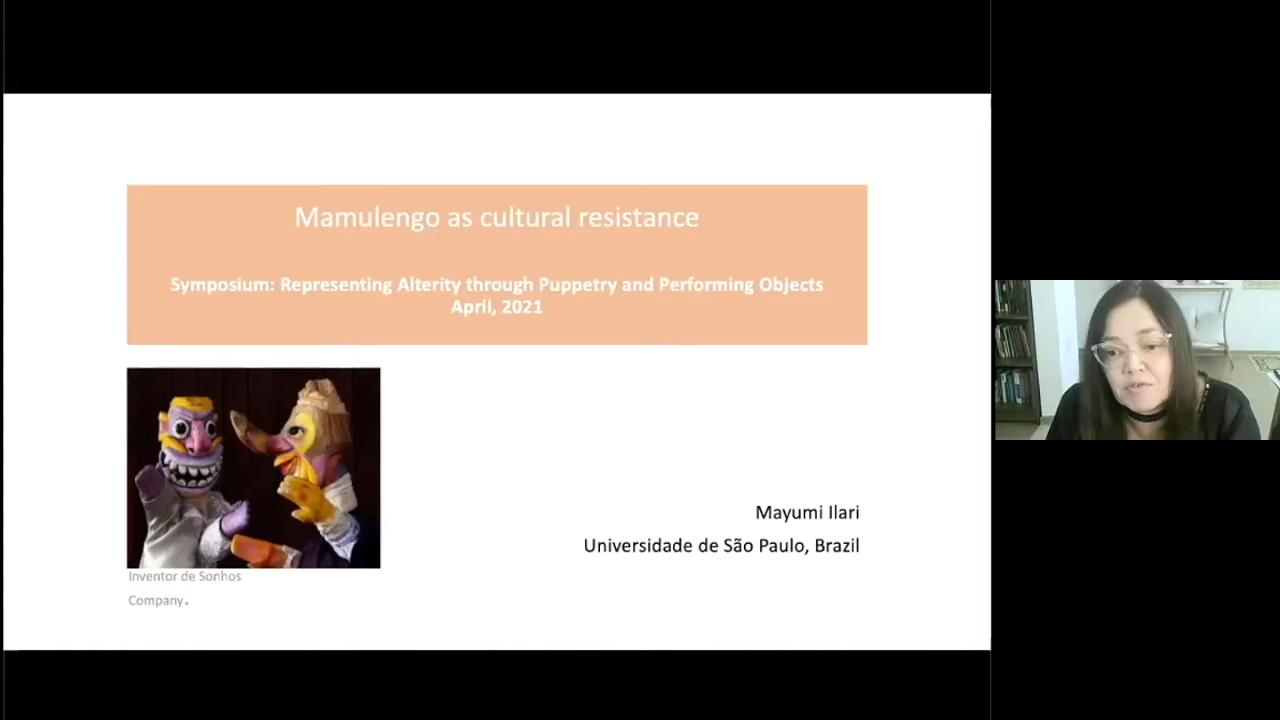 Mamulengo as cultural resistance
Symposium: Representing Alterity through Puppetry and Performing Objects
April, 2021
Mayumi Ilari
Universidade de São Paulo, Brazil
Inventor de Sonhos
Company.